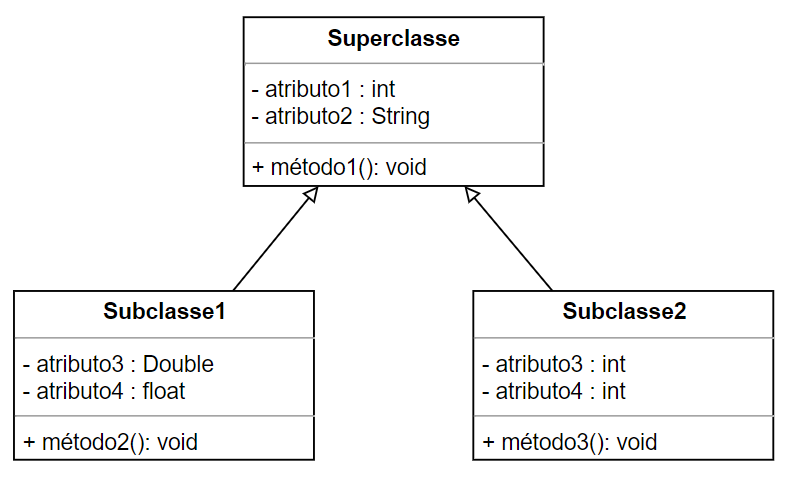 Superclasse
- atributo1 : int
- atributo2 : String
+ método1(): void
Subclasse1
- atributo3 : Double
- atributo4 : float
+ método2(): void
Subclasse2
- atributo3 : int
- atributo4 : int
+ método3(): void